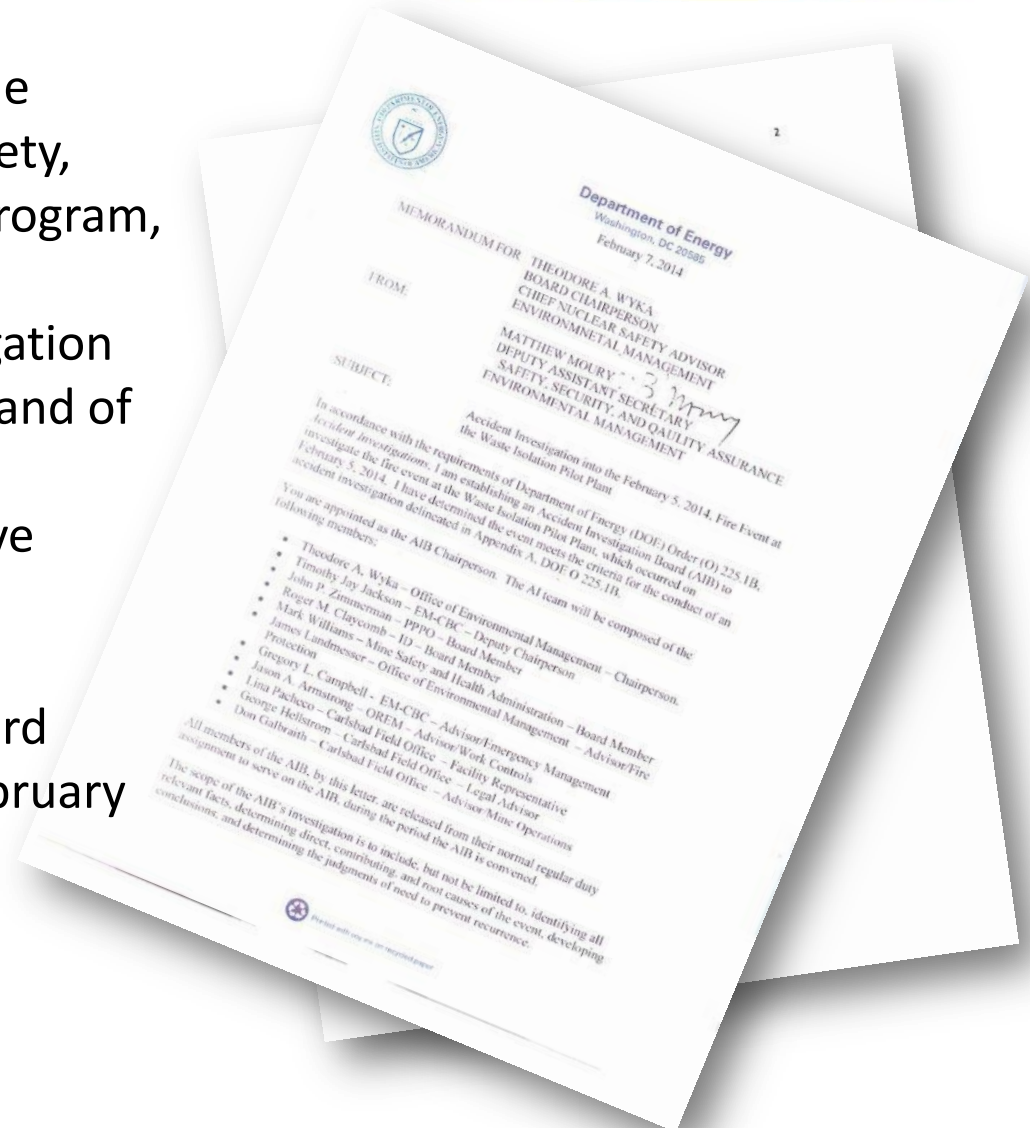 e
ety,
rogram,
gation
and of
ve
rd
bruary
2
Department of Energy
Washington, DC 20585
February 7, 2014
MEMORANDUM FOR THEODORE A. WYKA
BOARD CHAIRPERSON
CHIEF NUCLEAR SAFETY ADVISOR
ENVIRONMNETAL MANAGEMENT
FROM: MATTHEW MOURY
DEPUTY ASSISTANT SECRETARY
SAFETY, SECURITY, AND QAULITY ASSURANCE
ENVIRONMENTAL MANAGEMENT
SUBJECT: Accident Investigation into the February 5, 2014, Fire Event at
the Waste Isolation Pilot Plant
In accordance with the requirements of Department of Energy (DOE) Order (O) 225.1B,
Accident Investigations, I am establishing an Accident Investigation Board (AIB) to
investigate the fire event at the Waste Isolation Pilot Plant, which occurred on
February 5, 2014. I have determined the event meets the criteria for the conduct of an
accident investigation delineated in Appendix A, DOE O 225.1B.
You are appointed as the AIB Chairperson. The AI team will be composed of the
following members:
• Theodore A. Wyka – Office of Environmental Management – Chairperson.
• Timothy Jay Jackson – EM-CBC – Deputy Chairperson
• John P. Zimmerman – PPPO - Board Member
• Roger M. Claycomb – ID – Board Member
• Mark Williams – Mine Safety and Health Administration – Board Member
• James Landmesser – Office of Environmental Management – Advisor/Fire
Protection
• Gregory L. Campbell - EM-CBC – Advisor/Emergency Management
• Jason A. Armstrong – OREM – Advisor/Work Controls
• Lina Pacheco – Carlsbad Field Office – Facility Representative
• George Hellstrom – Carlsbad Field Office – Legal Advisor
• Don Galbraith – Carlsbad Field Office – Advisor/Mine Operations
All members of the AIB, by this letter, are released from their normal regular duty
assignment to serve on the AIB, during the period the AIB is convened.
The scope of the AIB's investigation is to include, but not be limited to, identifying all
relevant facts, determining direct, contributing, and root causes of the event, developing
conclusions, and determining the judgments of need to prevent recurrence.
Printed with soy ink on recycled paper